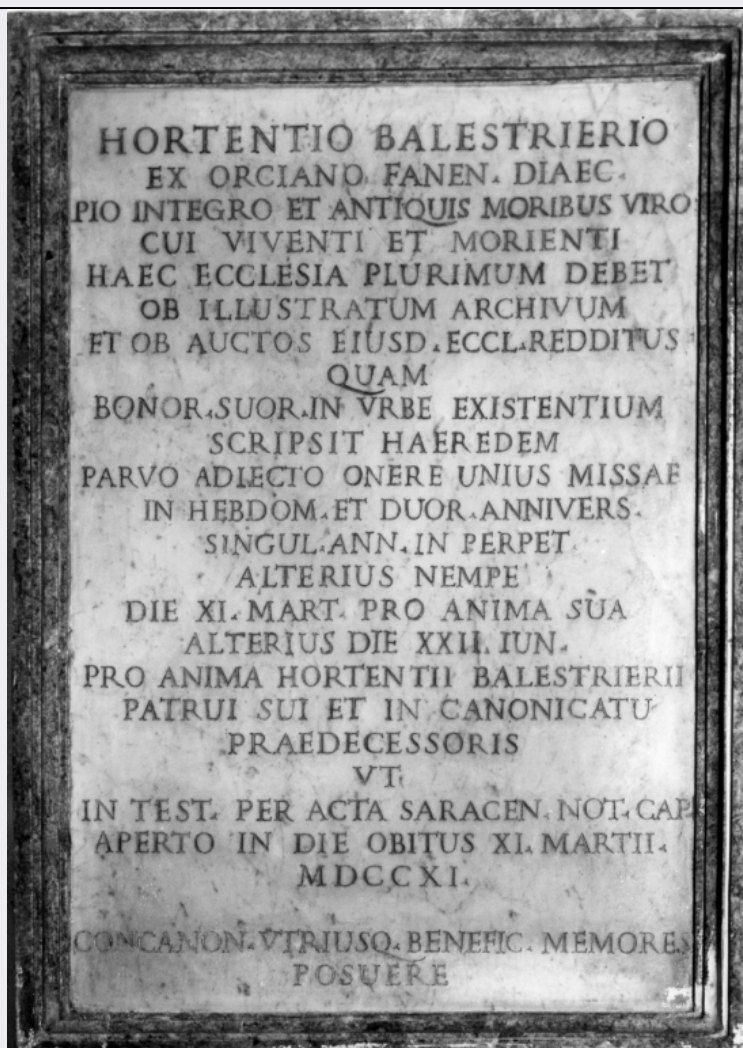 HORTENTIO BALESTRIERIO
EX ORCIANO FANEN. DIAEC.
PIO INTEGRO ET ANTIQUIS MORIBUS VIRO
CUI VIVENTI ET MORIENTI
HAEC ECCLESIA PLURIMUM DEBET
OB ILLUSTRATUM ARCHIVUM
ET OB AUCTOS EIUSD. ECCL. REDDITUS
QUAM
BONOR. SUOR. IN VRBE EXISTENTIUM
SCRIPSIT HAEREDEM
PARVO ADLECTO ONERE UNIUS MISSAE
IN HEBDOM. ET DUOR. ANNIVERS.
SINGUL. ANN. IN PERPET.
ALTERIUS NEMPE
DIE XI. MART. PRO ANIMA SUA
ALTERIUS DIE XXII. IUN.
PRO ANIMA HORTENTII BALESTRIERII
PATRUI SUI ET IN CANONICATU
PRAEDECESSORIS
VT
IN TEST. PER ACTA SARACEN. NOT. CAP.
APERTO IN DIE OBITUS XI. MARTII.
MDCCXI.
CONCANON. VTRIUSQ. BENEFIC. MEMORES
POSUERE